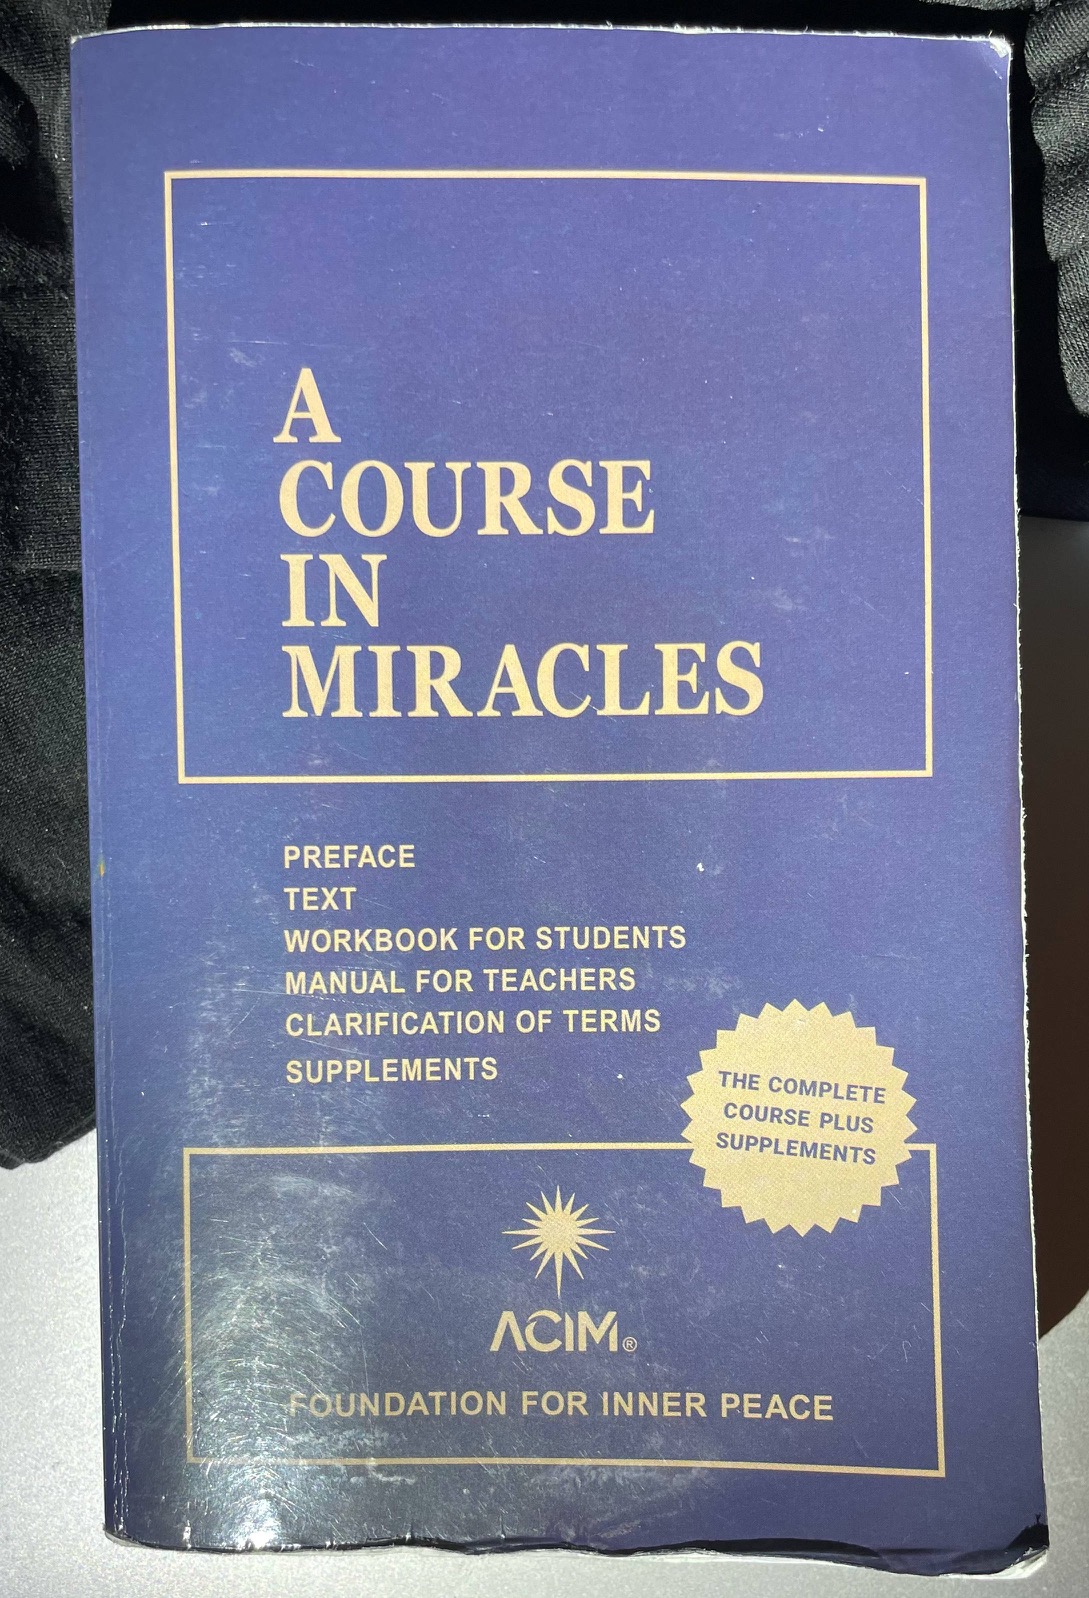 A
COURSE
IN
MIRACLES
PREFACE
TEXT
WORKBOOK FOR STUDENTS
MANUAL FOR TEACHERS
CLARIFICATION OF TERMS
SUPPLEMENTS
THE COMPLETE
COURSE PLUS
SUPPLEMENTS
ACIM®
FOUNDATION FOR INNER PEACE